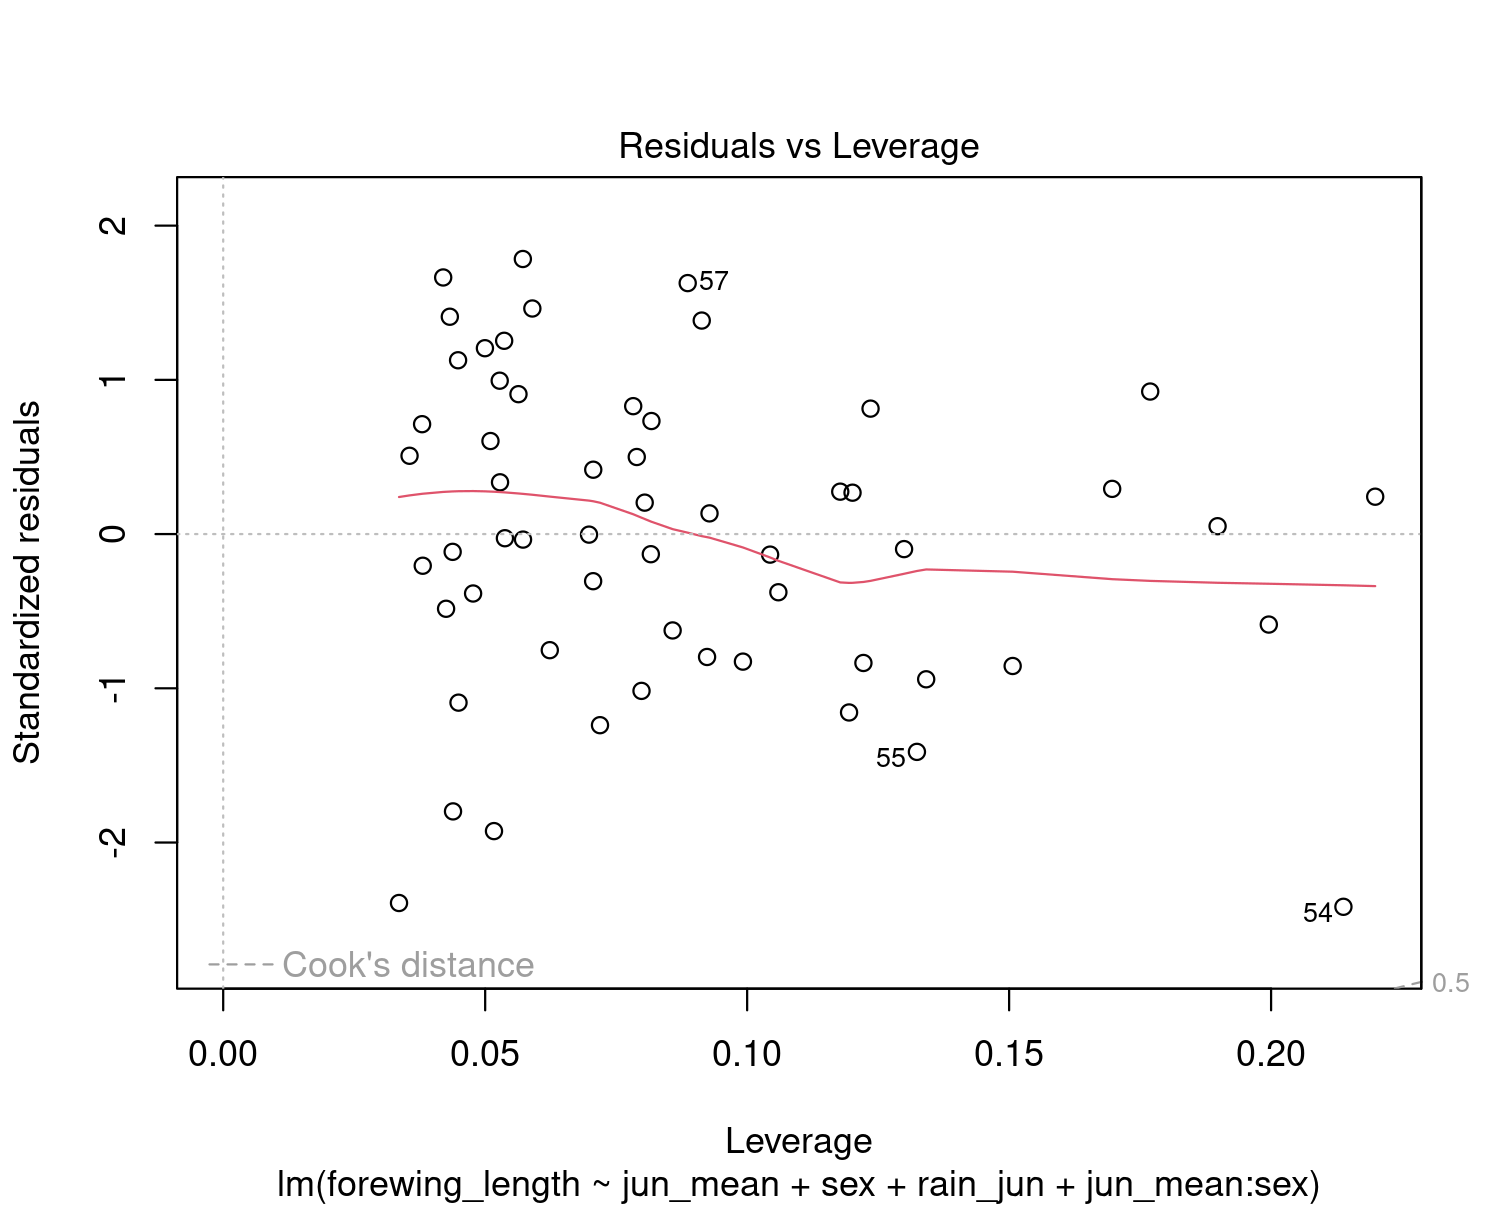 Residuals vs Leverage
Standardized residuals
2
1
0
-1
-2
57
55
54
Cook's distance
0.5
0.00 0.05 0.10 0.15 0.20
Leverage
lm(forewing_length ~ jun_mean + sex + rain_jun + jun_mean:sex)